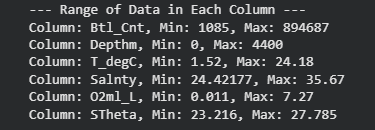 --- Range of Data in Each Column ---
Column: Btl_Cnt, Min: 1085, Max: 894687
Column: Depthm, Min: 0, Max: 4400
Column: T_degC, Min: 1.52, Max: 24.18
Column: Salnty, Min: 24.42177, Max: 35.67
Column: O2ml_L, Min: 0.011, Max: 7.27
Column: STheta, Min: 23.216, Max: 27.785